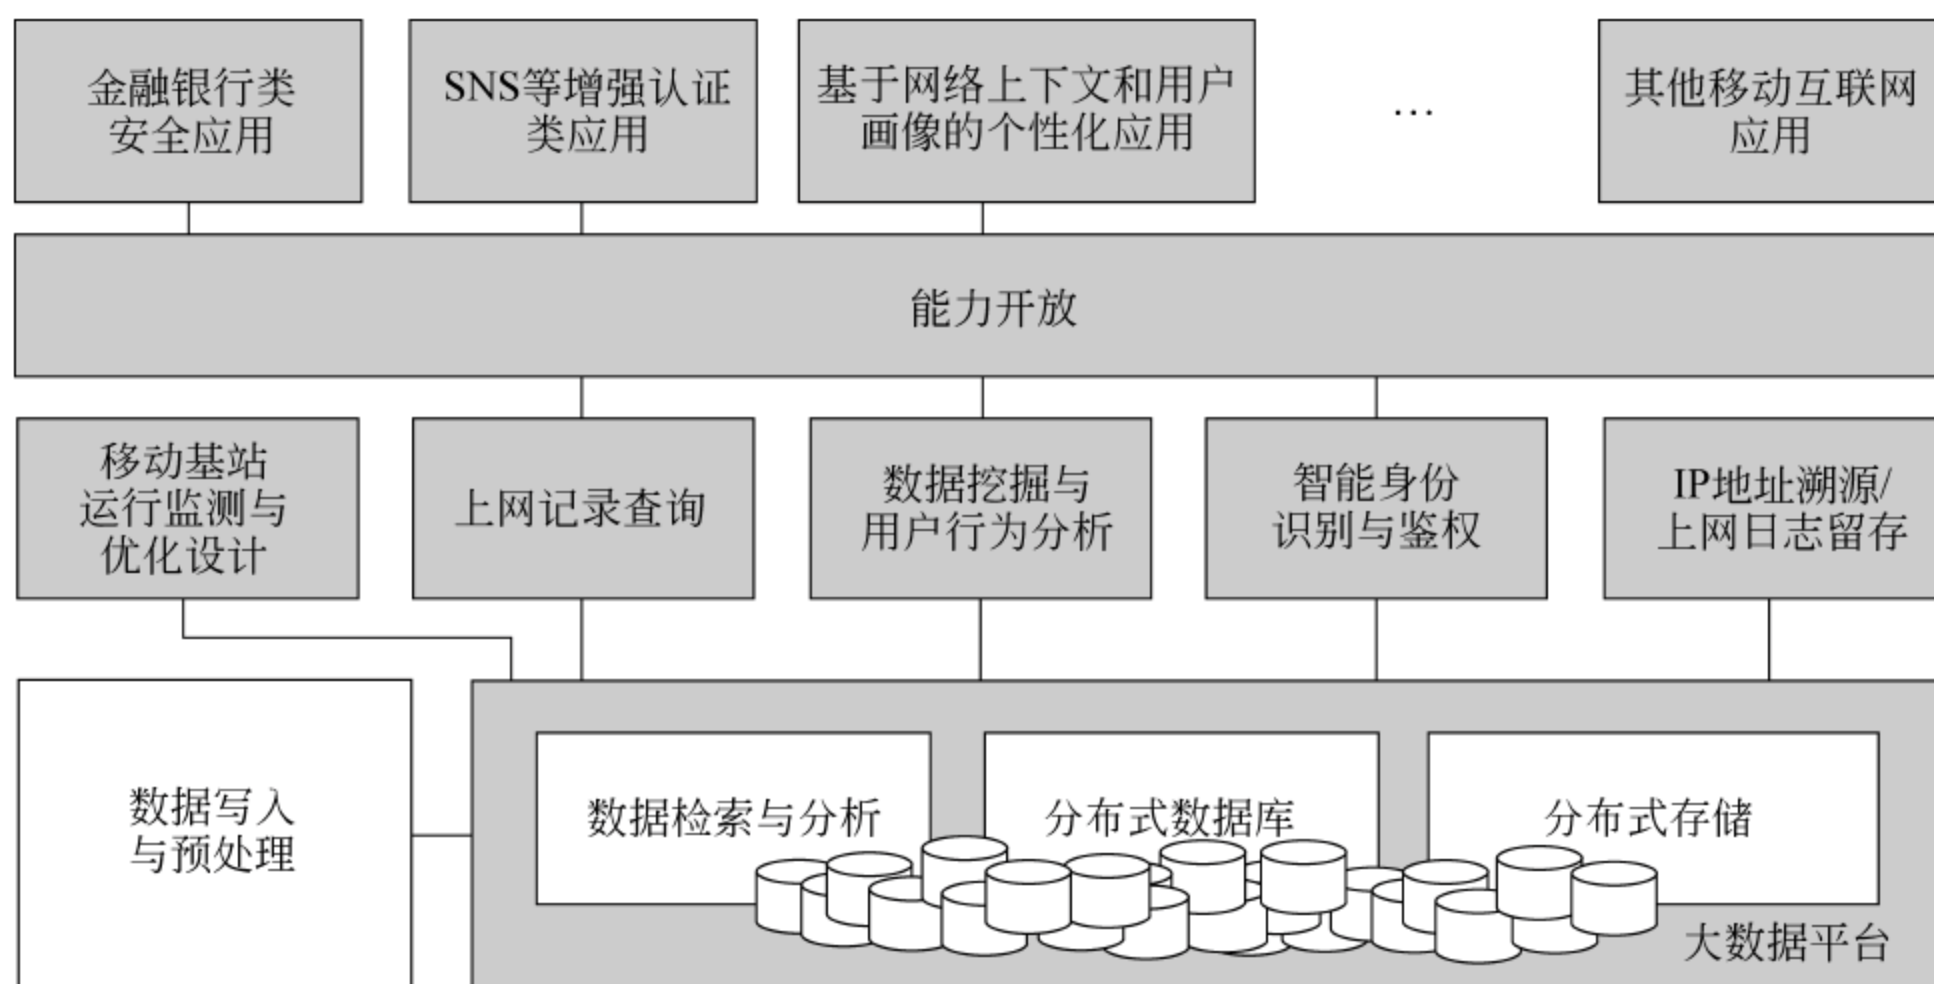 金融银行类
安全应用
SNS等增强认证
类应用
基于网络上下文和用户
画像的个性化应用
…
其他移动互联网
应用
能力开放
移动基站
运行监测与
优化设计
上网记录查询
数据挖掘与
用户行为分析
智能身份
识别与鉴权
IP地址溯源/
上网日志留存
数据写入
与预处理
数据检索与分析
分布式数据库
分布式存储
大数据平台